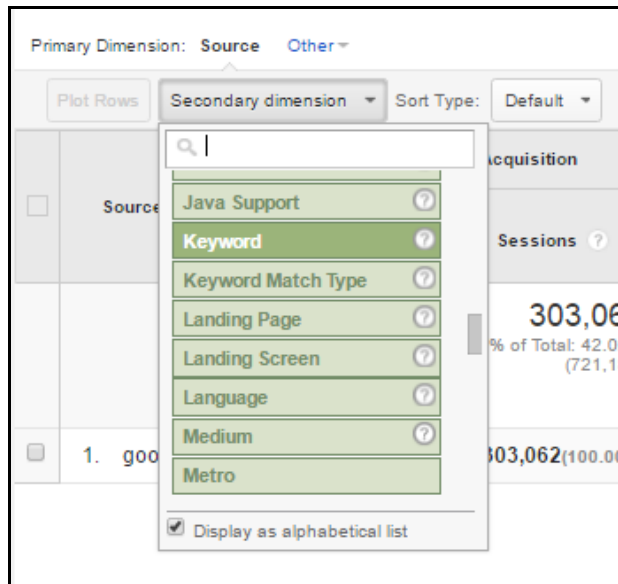 Primary Dimension: Source Other
Plot Rows Secondary dimension Sort Type: Default
Acquisition
Java Support ?
Source
Keyword ?
Sessions ?
Keyword Match Type ?
Landing Page ?
303,06
Landing Screen ?
% of Total: 42.0
(721,1
Language ?
Medium ?
1. goo
303,062(100.00
Metro
Display as alphabetical list